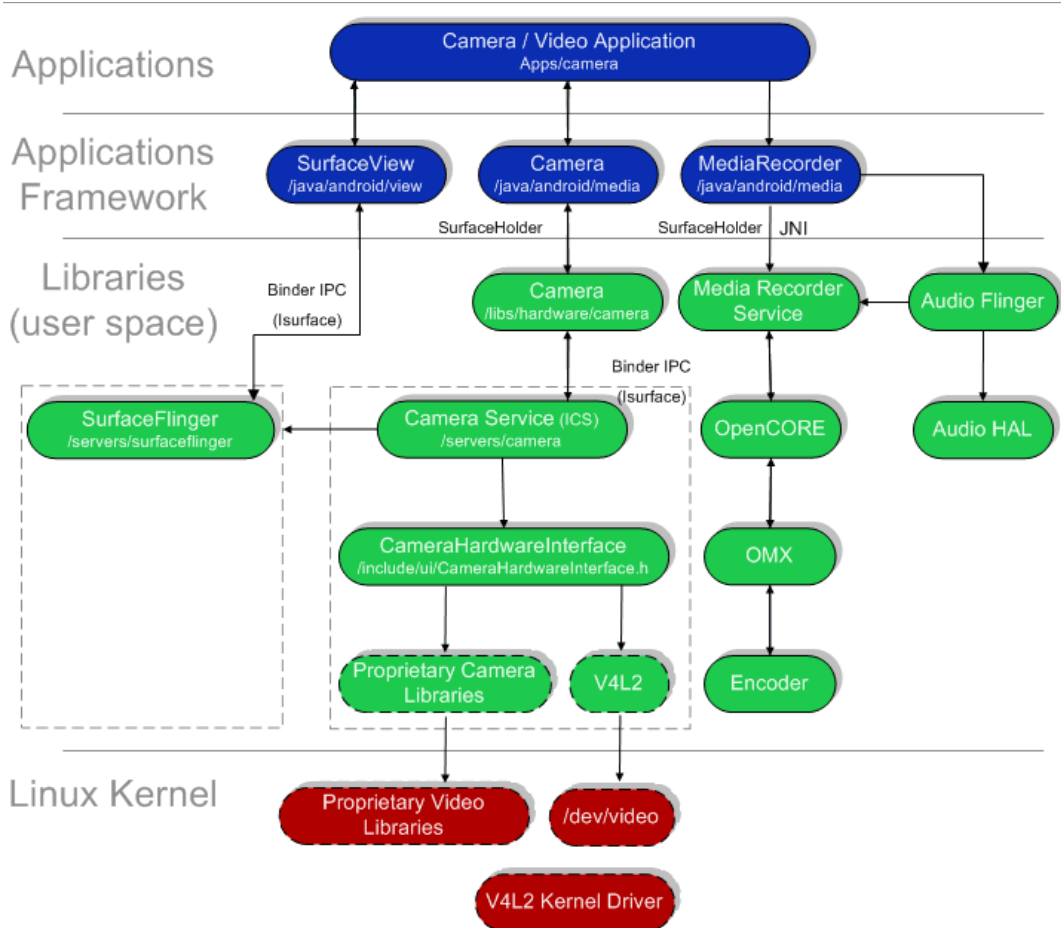 Camera / Video Application
Apps/camera
Applications
Applications
Framework
SurfaceView
/java/android/view
Camera
/java/android/media
MediaRecorder
/java/android/media
SurfaceHolder
SurfaceHolder
JNI
Libraries
(user space)
Binder IPC
(Isurface)
Camera
/libs/hardware/camera
Media Recorder
Service
Audio Flinger
Binder IPC
(Isurface)
SurfaceFlinger
/servers/surfaceflinger
Camera Service (ICS)
/servers/camera
OpenCORE
Audio HAL
CameraHardwareInterface
/include/ui/CameraHardwareInterface.h
OMX
Proprietary Camera
Libraries
V4L2
Encoder
Linux Kernel
Proprietary Video
Libraries
/dev/video
V4L2 Kernel Driver